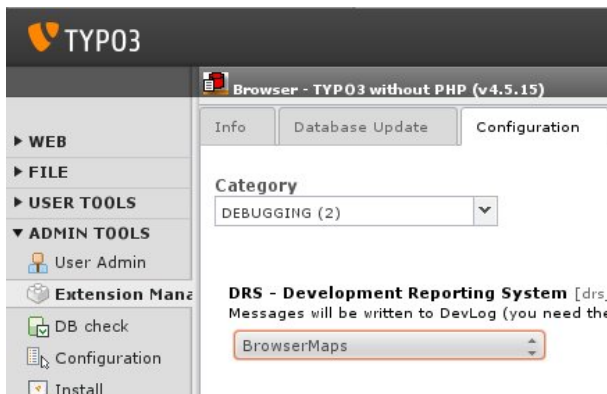 TYPO3
Browser - TYPO3 without PHP (v4.5.15)
Info
Database Update
Configuration
WEB
FILE
USER TOOLS
ADMIN TOOLS
User Admin
Extension Mana
DB check
Configuration
Install
Category
DEBUGGING (2)
DRS - Development Reporting System [drs_
Messages will be written to DevLog (you need the
BrowserMaps